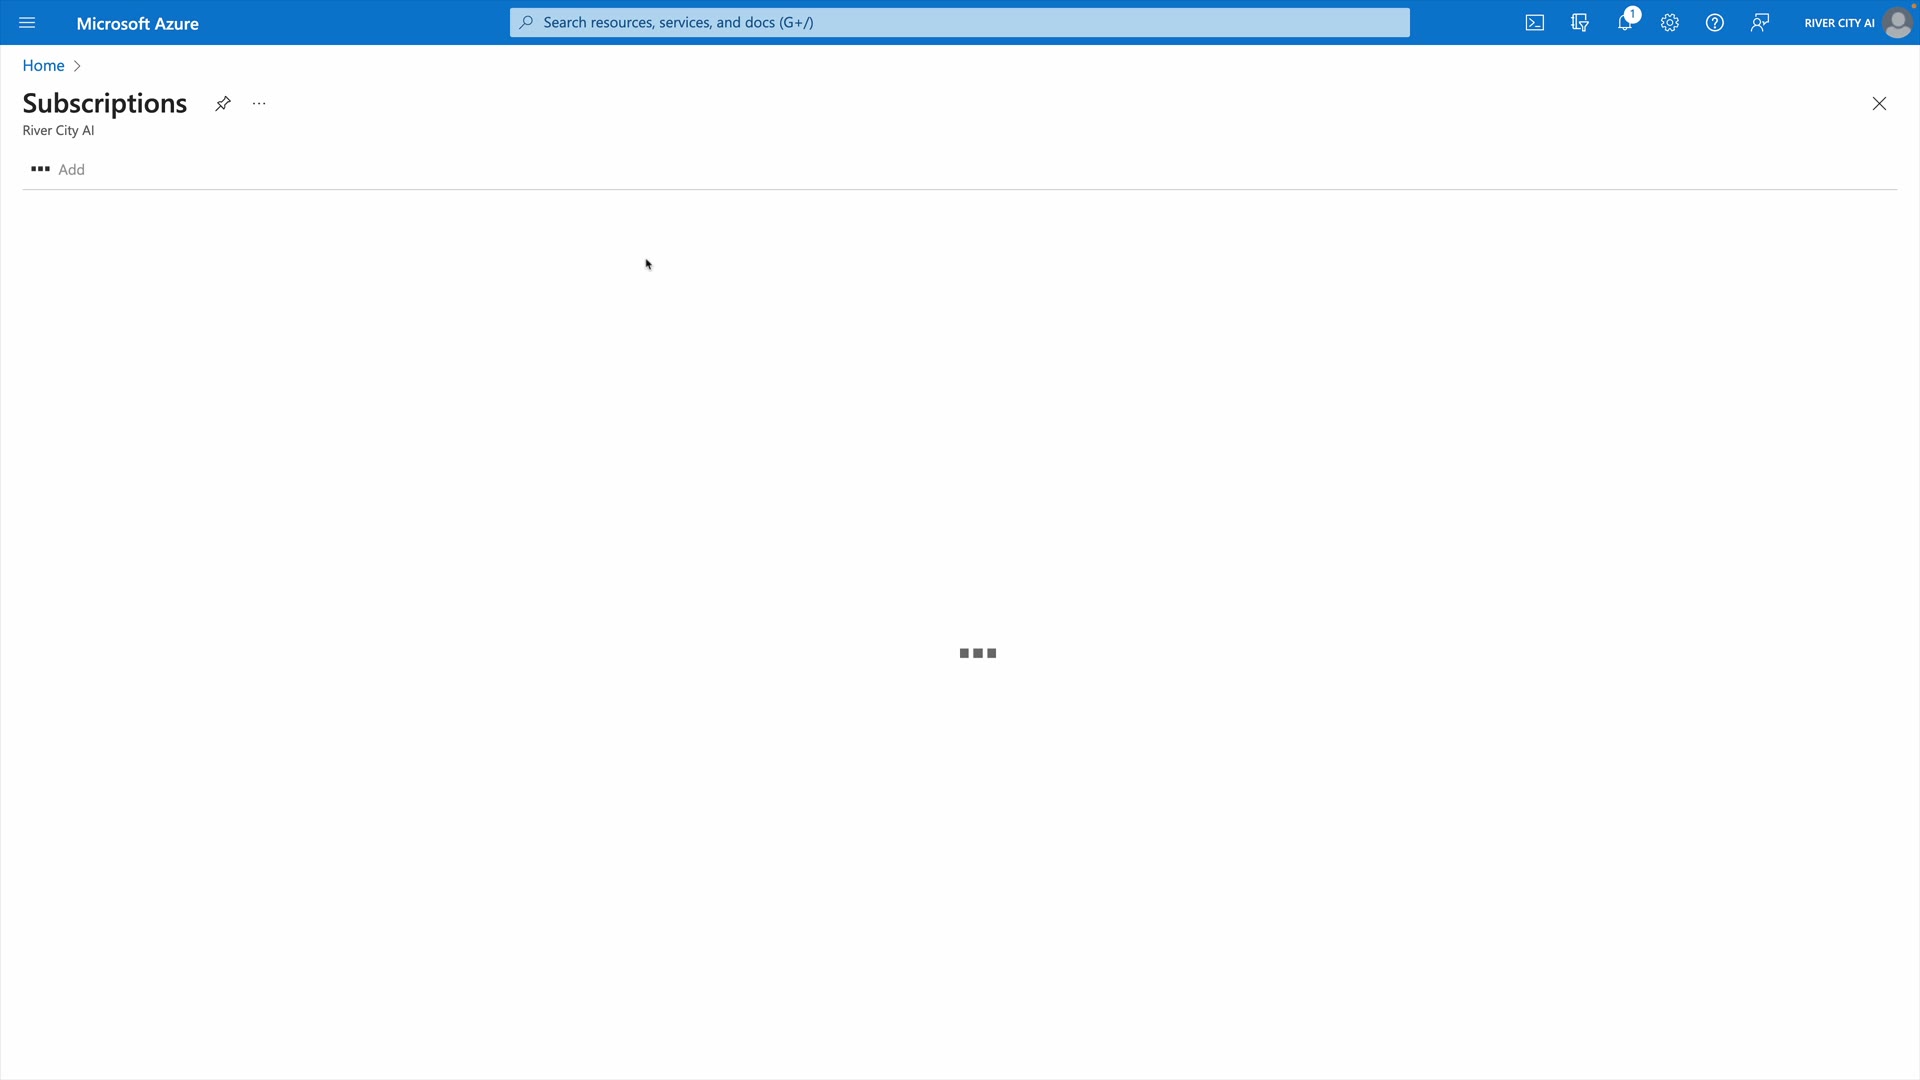 Microsoft Azure
Search resources, services, and docs (G+/)
1
RIVER CITY AI
Home
Subscriptions
River City AI
Add